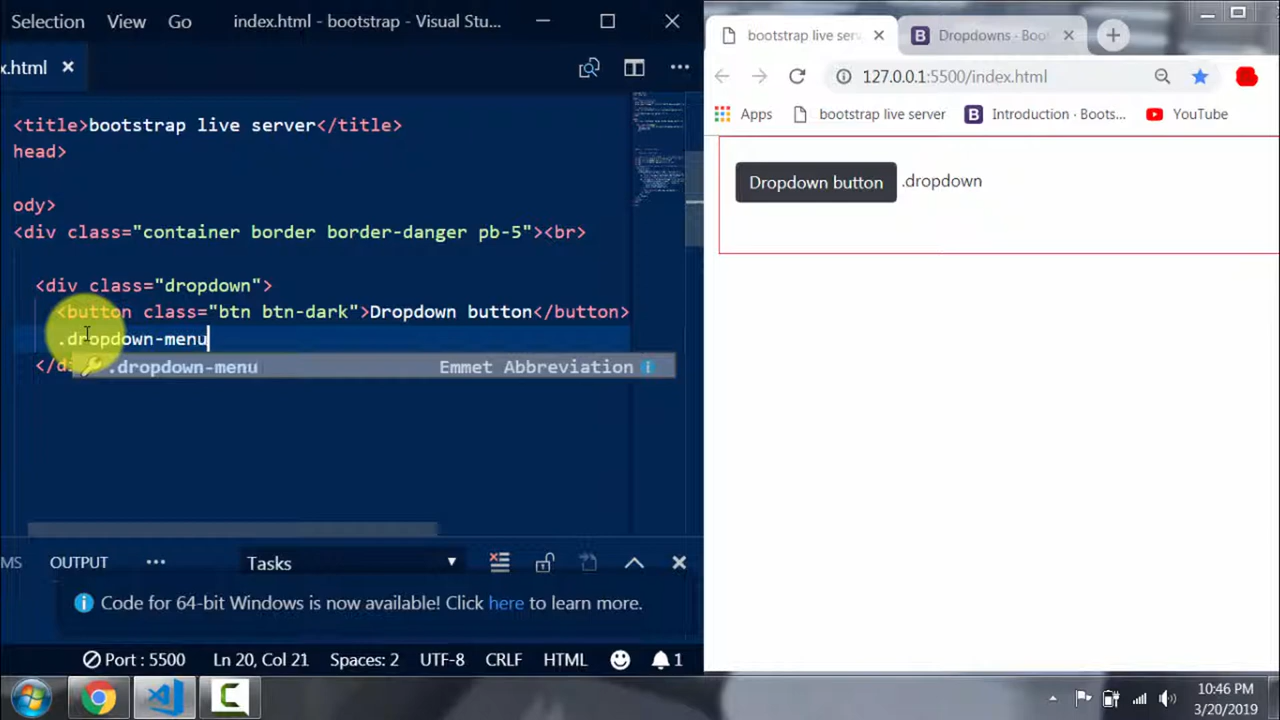 Selection View Go index.html - bootstrap - Visual Stu...
x.html
title>bootstrap live server</title>
head>
ody>
<div class="container border border-danger pb-5"><br>
<div class="dropdown">
<button class="btn btn-dark">Dropdown button</button>
.dropdown-menu
</di
.dropdown-menu Emmet Abbreviation
MS OUTPUT ... Tasks
Code for 64-bit Windows is now available! Click here to learn more.
Port : 5500 Ln 20, Col 21 Spaces: 2 UTF-8 CRLF HTML 1
bootstrap live serv Dropdowns - Boot
127.0.0.1:5500/index.html
Apps bootstrap live server Introduction · Boots... YouTube
Dropdown button .dropdown
10:46 PM
3/20/2019